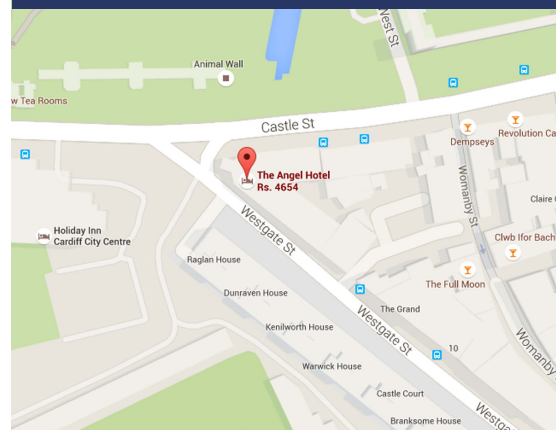 West St
Animal Wall
w Tea Rooms
Castle St
Dempseys
Revolution Ca
The Angel Hotel
Rs. 4654
Womanby St
Claire
Westgate St
Holiday Inn
Cardiff City Centre
Clwb Ifor Bach
Raglan House
The Full Moon
Dunraven House
The Grand
Kenilworth House
Westgate St
Womanby
10
Warwick House
Castle Court
Westga
Branksome House